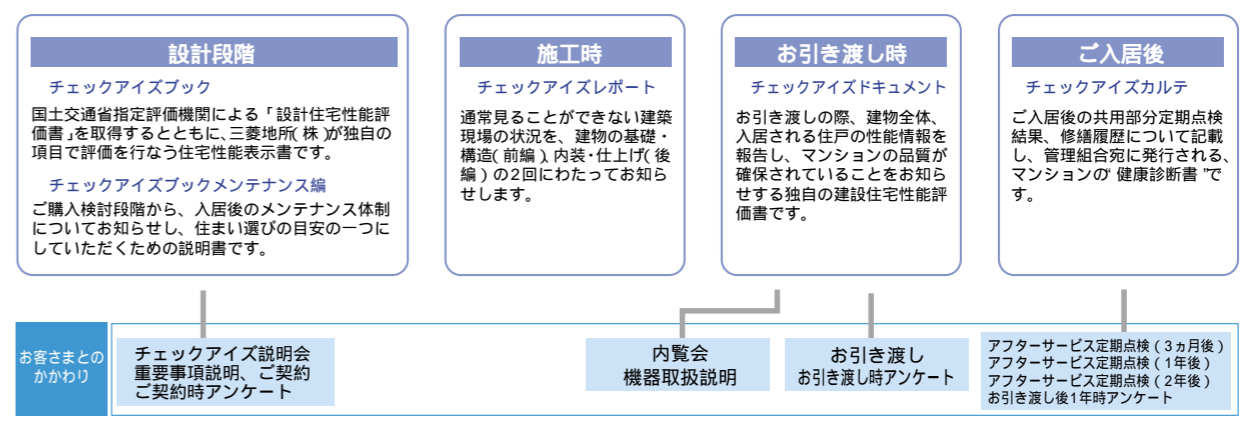 設計段階
チェックアイズブック
国土交通省指定評価機関による「設計住宅性能評
価書」を取得するとともに、三菱地所(株)が独自の
項目で評価を行なう住宅性能表示書です。
チェックアイズブックメンテナンス編
ご購入検討段階から、入居後のメンテナンス体制
についてお知らせし、住まい選びの目安の一つに
していただくための説明書です。
施工時
チェックアイズレポート
通常見ることができない建築
現場の状況を、建物の基礎・
構造(前編)、内装・仕上げ(後
編)の2回にわたってお知ら
せします。
お引き渡し時
チェックアイズドキュメント
お引き渡しの際、建物全体、
入居される住戸の性能情報を
報告し、マンションの品質が
確保されていることをお知ら
せする独自の建設住宅性能評
価書です。
ご入居後
チェックアイズカルテ
ご入居後の共用部分定期点検
結果、修繕履歴について記載
し、管理組合宛に発行される、
マンションの“健康診断書”で
す。
お客さまとの
かかわり
チェックアイズ説明会
重要事項説明、ご契約
ご契約時アンケート
内覧会
機器取扱説明
お引き渡し
お引き渡し時アンケート
アフターサービス定期点検(3ヵ月後)
アフターサービス定期点検(1年後)
アフターサービス定期点検(2年後)
お引き渡し後1年時アンケート